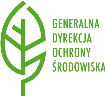 GENERALNA
DYREKCJA
OCHRONY
ŚRODOWISKA